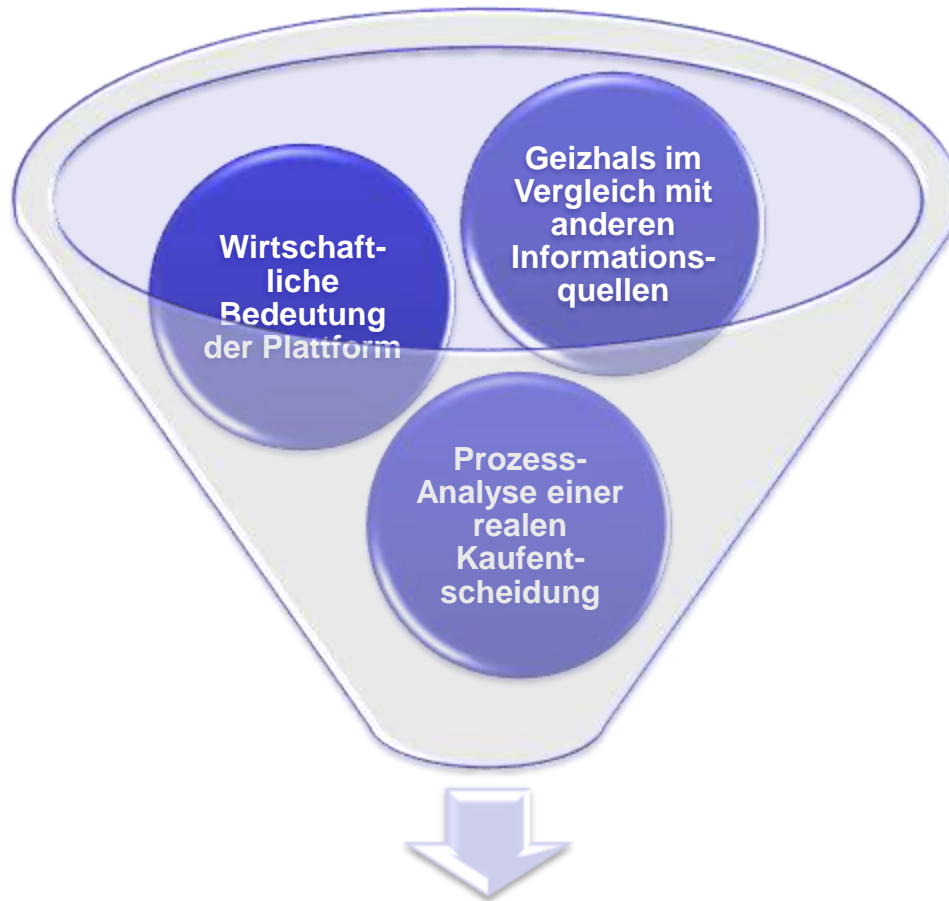 Geizhals im
Vergleich mit
anderen
Informations-
quellen
Wirtschaft-
liche
Bedeutung
der Plattform
Prozess-
Analyse einer
realen
Kaufent-
scheidung